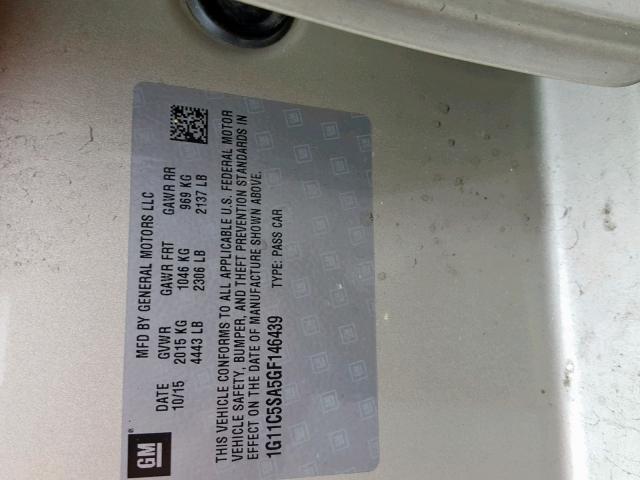 GM
MFD BY GENERAL MOTORS LLC
DATE GVWR GAWR FRT GAWR RR
10/15 2015 KG 1046 KG 969 KG
4443 LB 2306 LB 2137 LB
THIS VEHICLE CONFORMS TO ALL APPLICABLE U.S. FEDERAL MOTOR
VEHICLE SAFETY, BUMPER, AND THEFT PREVENTION STANDARDS IN
EFFECT ON THE DATE OF MANUFACTURE SHOWN ABOVE.
1G11C5SA5GF146439 TYPE: PASS CAR